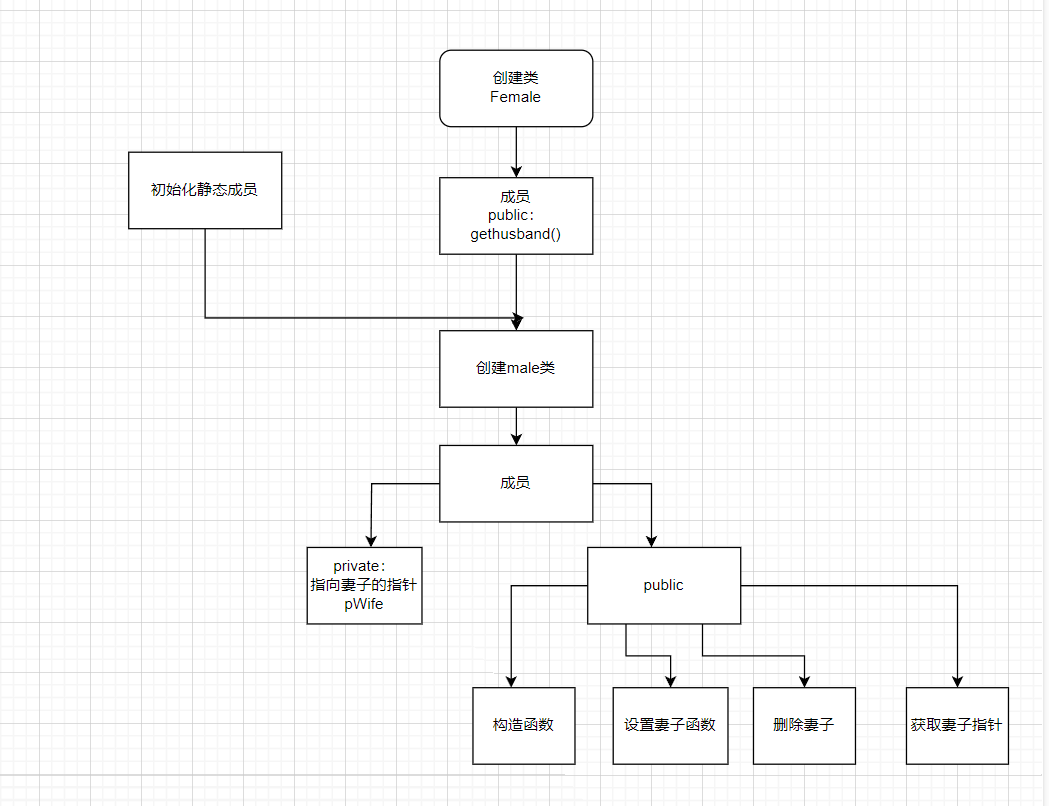 创建类
Female
初始化静态成员
成员
public：
gethusband()
创建male类
成员
private：
指向妻子的指针
pWife
public
构造函数
设置妻子函数
删除妻子
获取妻子指针